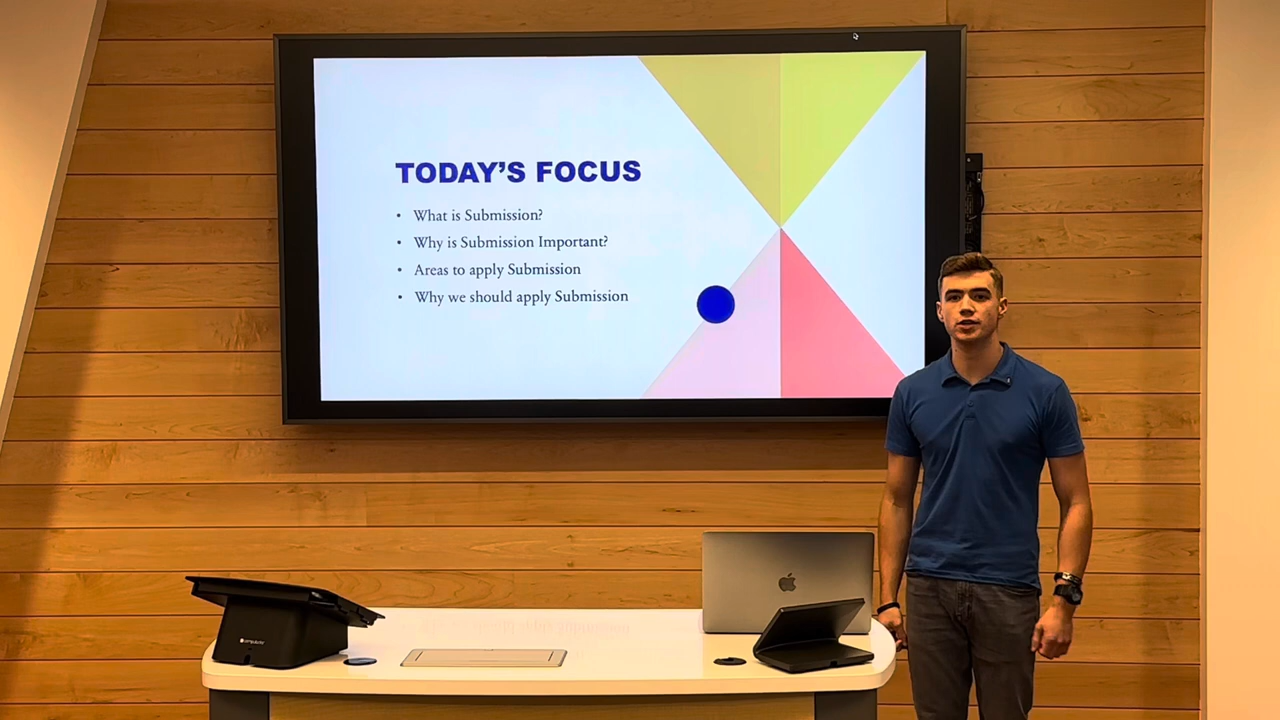 TODAY’S FOCUS
• What is Submission?
• Why is Submission Important?
• Areas to apply Submission
• Why we should apply Submission